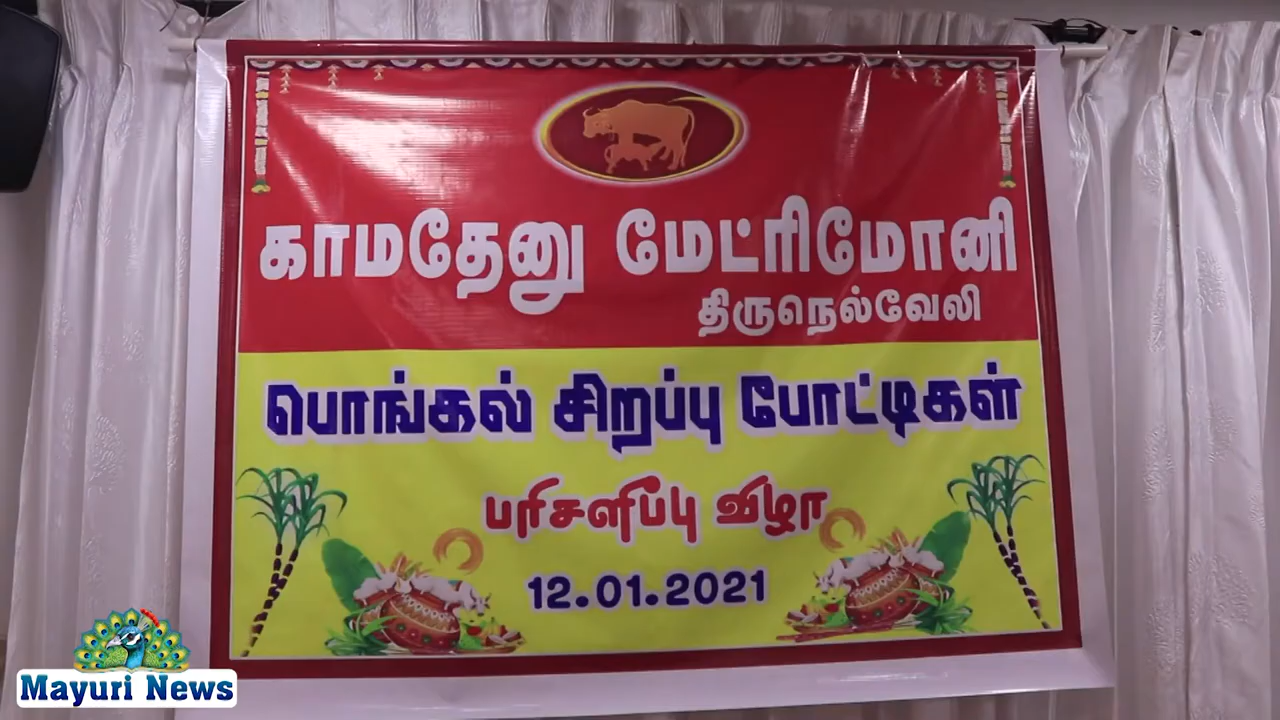 காமதேனு மேட்ரிமோனி
திருநெல்வேலி
பொங்கல் சிறப்பு போட்டிகள்
பரிசளிப்பு விழா
12.01.2021
Mayuri News